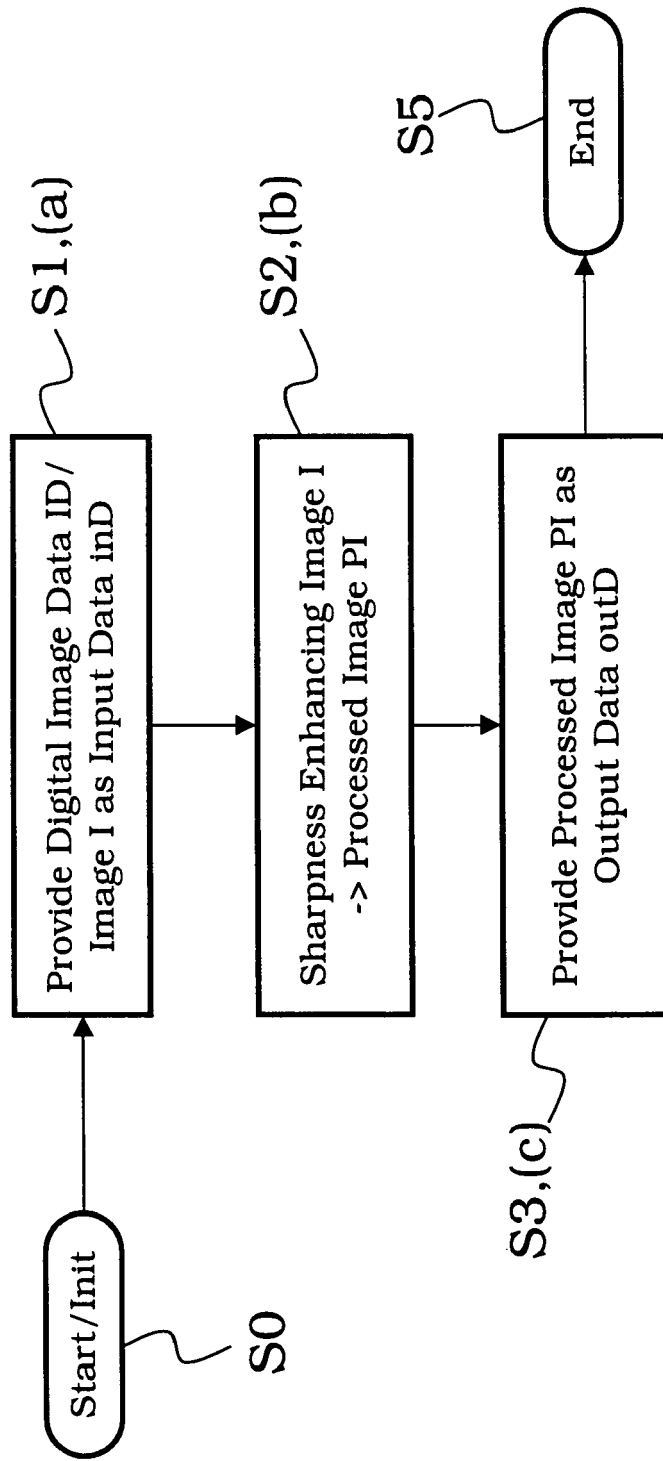 Start/Init
S0
Provide Digital Image Data ID/
Image I as Input Data inD
S1,(a)
Sharpness Enhancing Image I
-> Processed Image PI
S2,(b)
Provide Processed Image PI as
Output Data outD
S3,(c)
End
S5